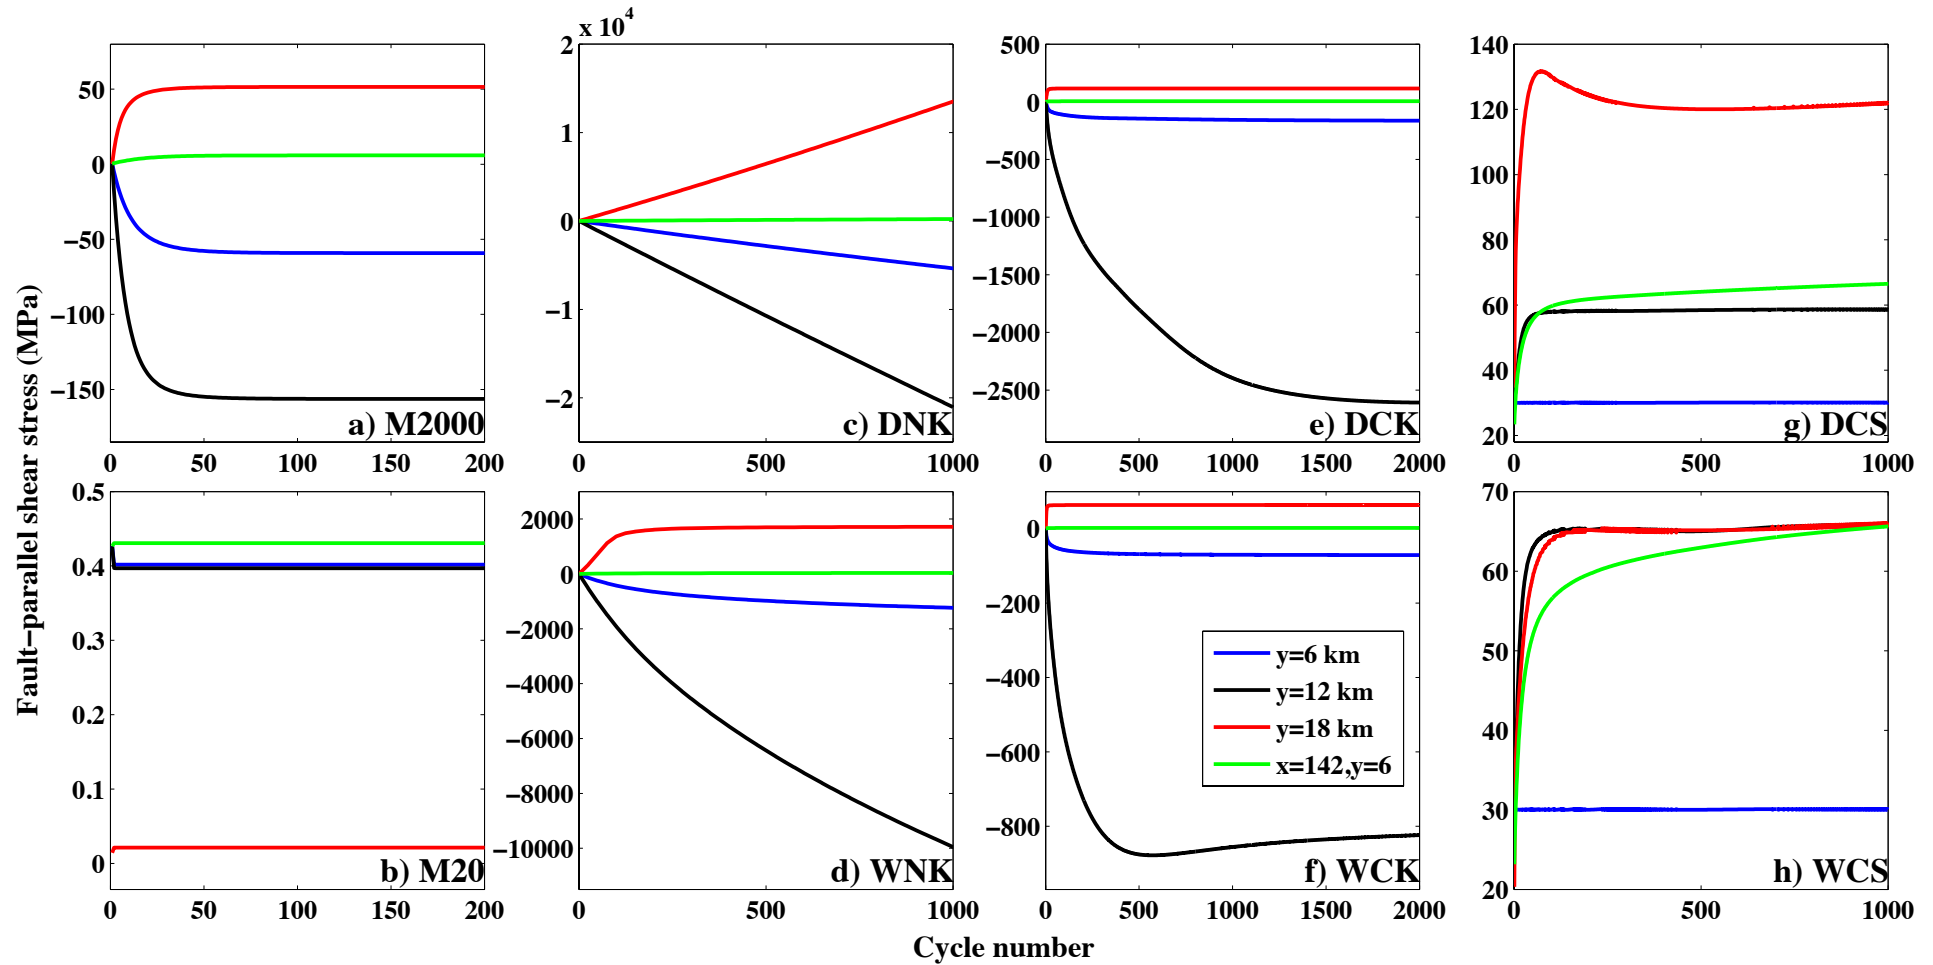 Fault−parallel shear stress (MPa)
50
0
−50
−100
−150
a) M2000
0 50 100 150 200
x 10^4
2
1
0
−1
−2
c) DNK
0 500 1000
500
0
−500
−1000
−1500
−2000
−2500
e) DCK
0 500 1000 1500 2000
140
120
100
80
60
40
20
g) DCS
0 500 1000
0.5
0.4
0.3
0.2
0.1
0
b) M20
0 50 100 150 200
2000
0
−2000
−4000
−6000
−8000
−10000
d) WNK
0 500 1000
0
−200
−400
−600
−800
y=6 km
y=12 km
y=18 km
x=142,y=6
f) WCK
0 500 1000 1500 2000
70
60
50
40
30
20
h) WCS
0 500 1000
Cycle number